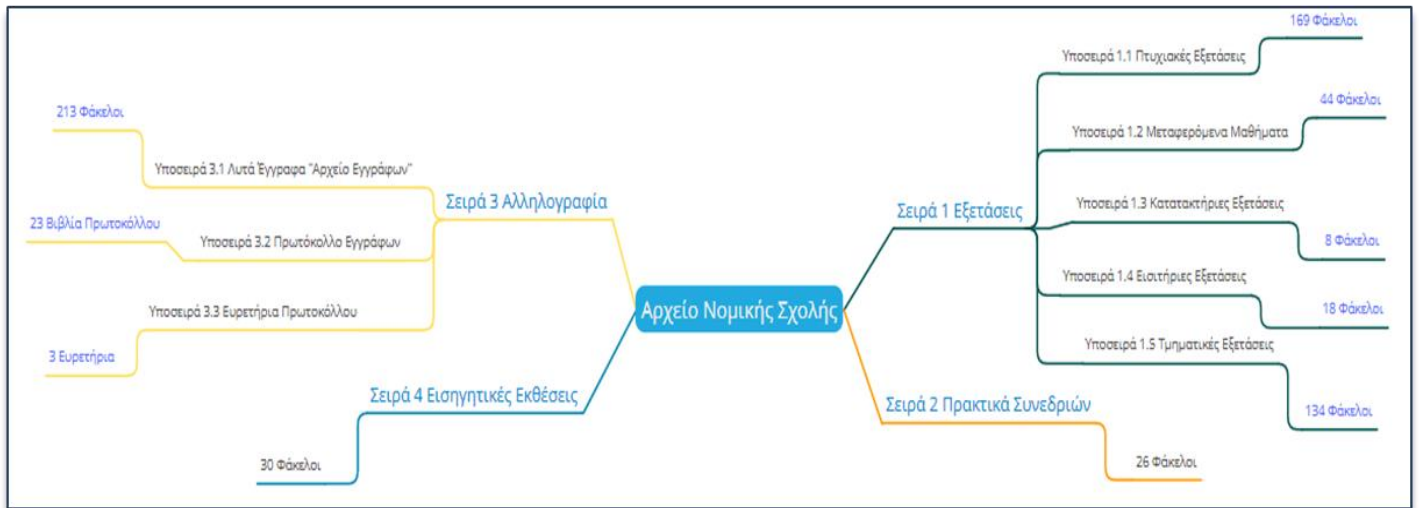 Αρχείο Νομικής Σχολής
Σειρά 1 Εξετάσεις
Υποσειρά 1.1 Πτυχιακές Εξετάσεις
169 Φάκελοι
Υποσειρά 1.2 Μεταφερόμενα Μαθήματα
44 Φάκελοι
Υποσειρά 1.3 Κατατακτήριες Εξετάσεις
8 Φάκελοι
Υποσειρά 1.4 Εισιτήριες Εξετάσεις
18 Φάκελοι
Υποσειρά 1.5 Τμηματικές Εξετάσεις
134 Φάκελοι
Σειρά 2 Πρακτικά Συνεδριών
26 Φάκελοι
Σειρά 3 Αλληλογραφία
Υποσειρά 3.1 Λυτά Έγγραφα "Αρχείο Εγγράφων"
213 Φάκελοι
Υποσειρά 3.2 Πρωτόκολλο Εγγράφων
23 Βιβλία Πρωτοκόλλου
Υποσειρά 3.3 Ευρετήρια Πρωτοκόλλου
3 Ευρετήρια
Σειρά 4 Εισηγητικές Εκθέσεις
30 Φάκελοι